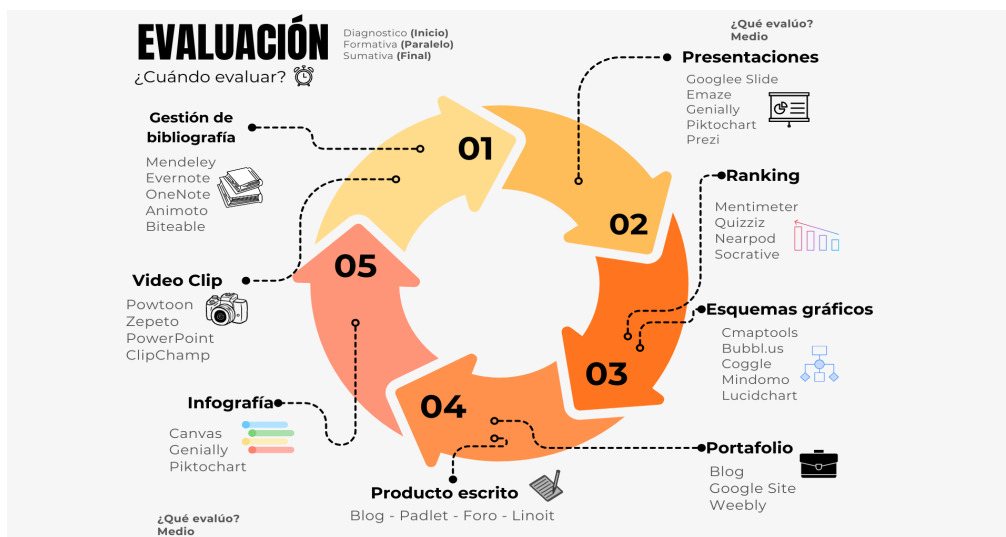 EVALUACIÓN
Diagnostico (Inicio)
Formativa (Paralelo)
Sumativa (Final)
¿Cuándo evaluar?
¿Qué evalúo?
Medio
Presentaciones
Googlee Slide
Emaze
Genially
Piktochart
Prezi
Gestión de
bibliografía
Mendeley
Evernote
OneNote
Animoto
Biteable
01
02
Ranking
Mentimeter
Quizziz
Nearpod
Socrative
05
Video Clip
Powtoon
Zepeto
PowerPoint
ClipChamp
Esquemas gráficos
Cmaptools
Bubbl.us
Coggle
Mindomo
Lucidchart
03
04
Infografía
Canvas
Genially
Piktochart
Portafolio
Blog
Google Site
Weebly
Producto escrito
Blog - Padlet - Foro - Linoit
¿Qué evalúo?
Medio